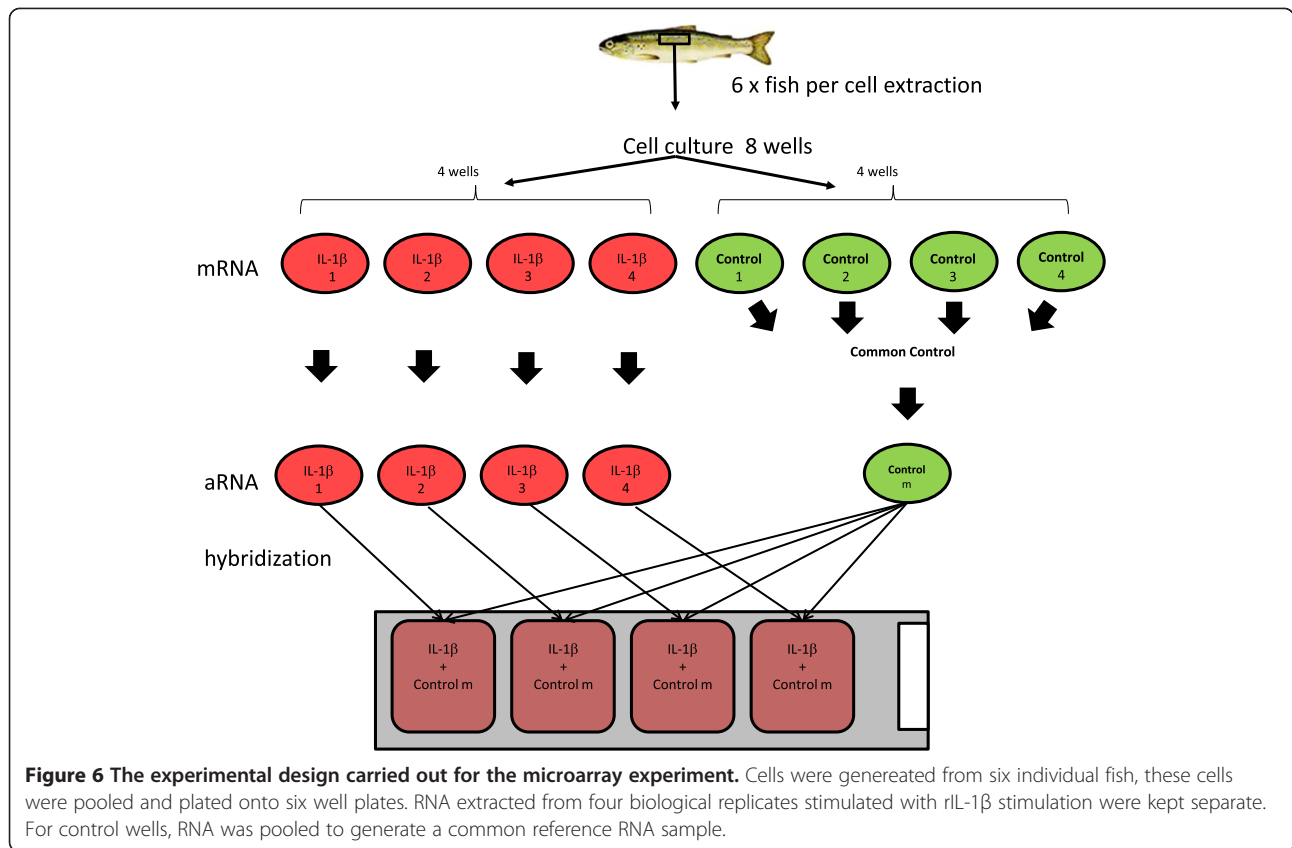 6 x fish per cell extraction
Cell culture 8 wells
4 wells
4 wells
mRNA
IL-1β
1
IL-1β
2
IL-1β
3
IL-1β
4
Control
1
Control
2
Control
3
Control
4
Common Control
aRNA
IL-1β
1
IL-1β
2
IL-1β
3
IL-1β
4
Control
m
hybridization
IL-1β
+
Control m
IL-1β
+
Control m
IL-1β
+
Control m
IL-1β
+
Control m
Figure 6 The experimental design carried out for the microarray experiment. Cells were genereated from six individual fish, these cells
were pooled and plated onto six well plates. RNA extracted from four biological replicates stimulated with rIL-1β stimulation were kept separate.
For control wells, RNA was pooled to generate a common reference RNA sample.